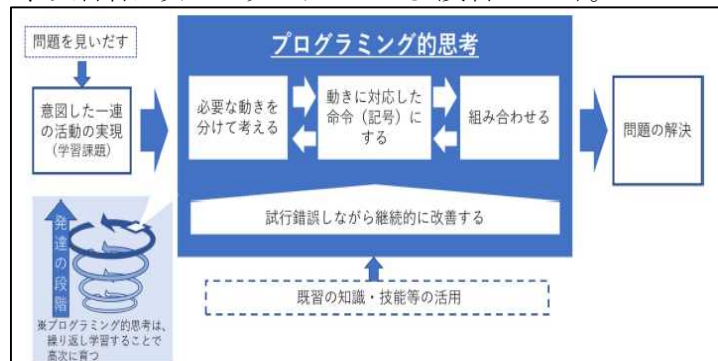 問題を見いだす
プログラミング的思考
意図した一連
の活動の実現
(学習課題)
必要な動きを
分けて考える
動きに対応した
命令（記号）に
する
組み合わせる
問題の解決
試行錯誤しながら継続的に改善する
発達の段階
既習の知識・技能等の活用
※プログラミング的思考は、
繰り返し学習することで
高次に育つ